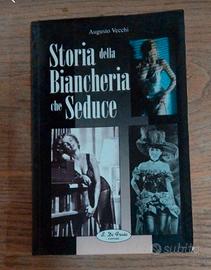 Augusto Vecchi
Storia della
Biancheria
che Seduce
subito